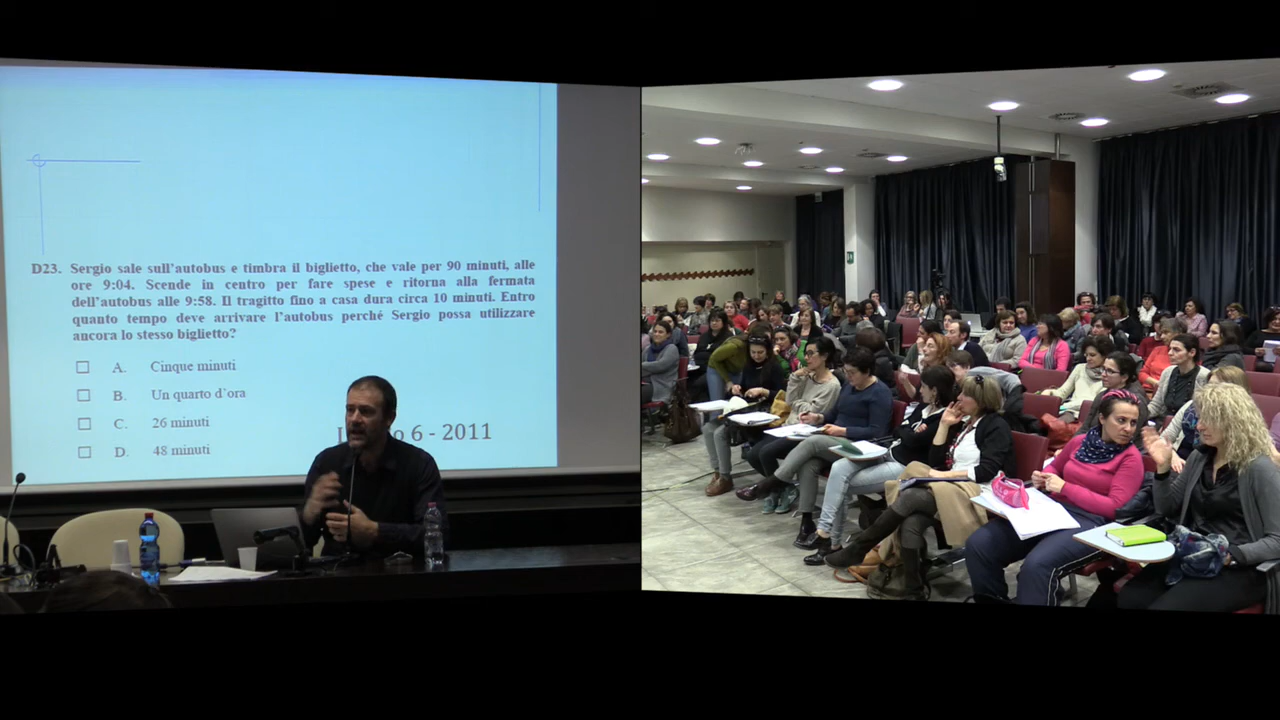 D23. Sergio sale sull'autobus e timbra il biglietto, che vale per 90 minuti, alle
ore 9:04. Scende in centro per fare spese e ritorna alla fermata
dell'autobus alle 9:58. Il tragitto fino a casa dura circa 10 minuti. Entro
quanto tempo deve arrivare l'autobus perché Sergio possa utilizzare
ancora lo stesso biglietto?
A. Cinque minuti
B. Un quarto d'ora
C. 26 minuti
D. 48 minuti
6 - 2011